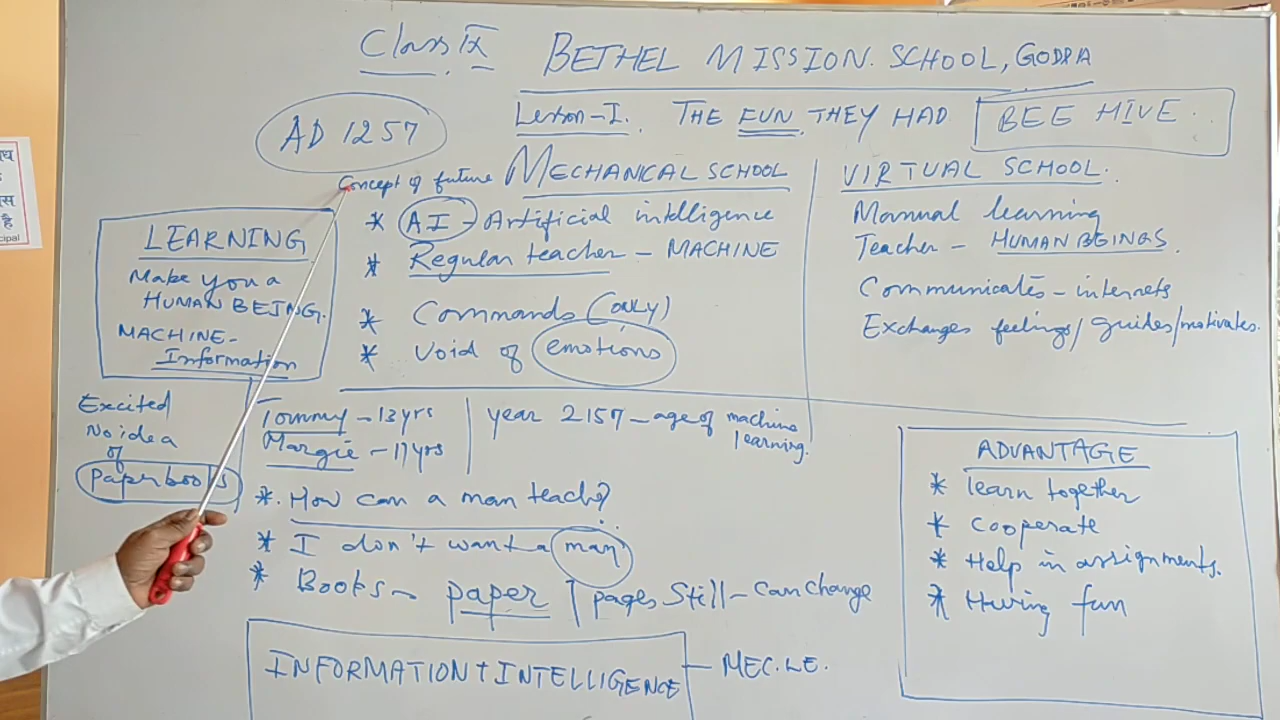 Class IX
BETHEL MISSION. SCHOOL, GODDA
Lesson-I. THE FUN THEY HAD
BEE HIVE..
AD 1257
Concept of future
MECHANICAL SCHOOL
* AI - Artificial intelligence
* Regular teacher - MACHINE
* Commands (only)
* Void of emotions
VIRTUAL SCHOOL.
Manual learning
Teacher - HUMAN BEINGS.
Communicates - internets
Exchanges feelings/guides/motivates.
LEARNING
Make you a
HUMAN BEING.
MACHINE-
Information
Excited
No idea
of
paperbooks
Tommy - 13 yrs
Margie - 11 yrs
year 2157 - age of machine
learning.
*. How can a man teach?
* I don't want a man
* Books - paper | pages still - can change
ADVANTAGE
* learn together
* cooperate
* Help in assignments.
* Having fun
INFORMATION + INTELLIGENCE - MEC. LE.
स
है
cipal